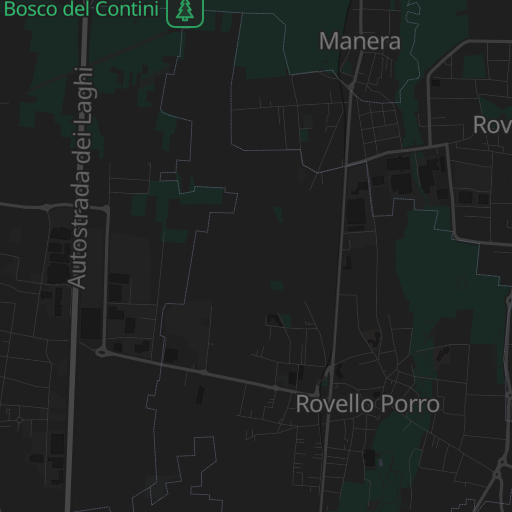 Bosco del Contini
Manera
Rov
Autostrada dei Laghi
Rovello Porro